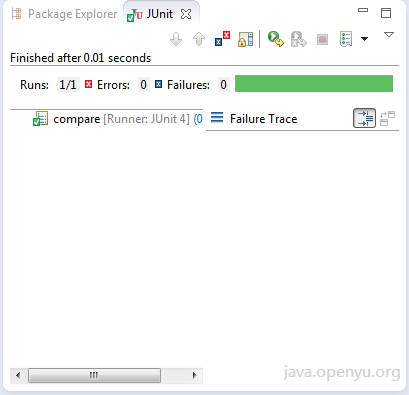 Package Explorer JUnit
Finished after 0.01 seconds
Runs: 1/1 Errors: 0 Failures: 0
compare [Runner: JUnit 4] (0
Failure Trace
java.openyu.org